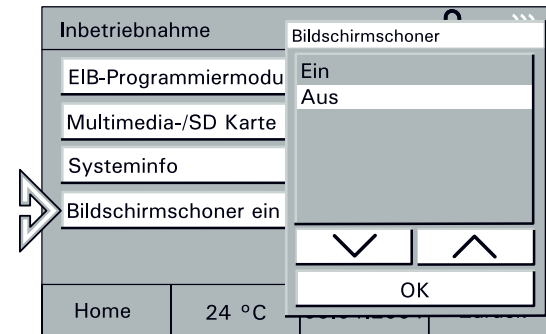 Inbetriebnahme
EIB-Programmiermodu
Multimedia-/SD Karte
Systeminfo
Bildschirmschoner ein
Home
24 °C
Bildschirmschoner
Ein
Aus
OK